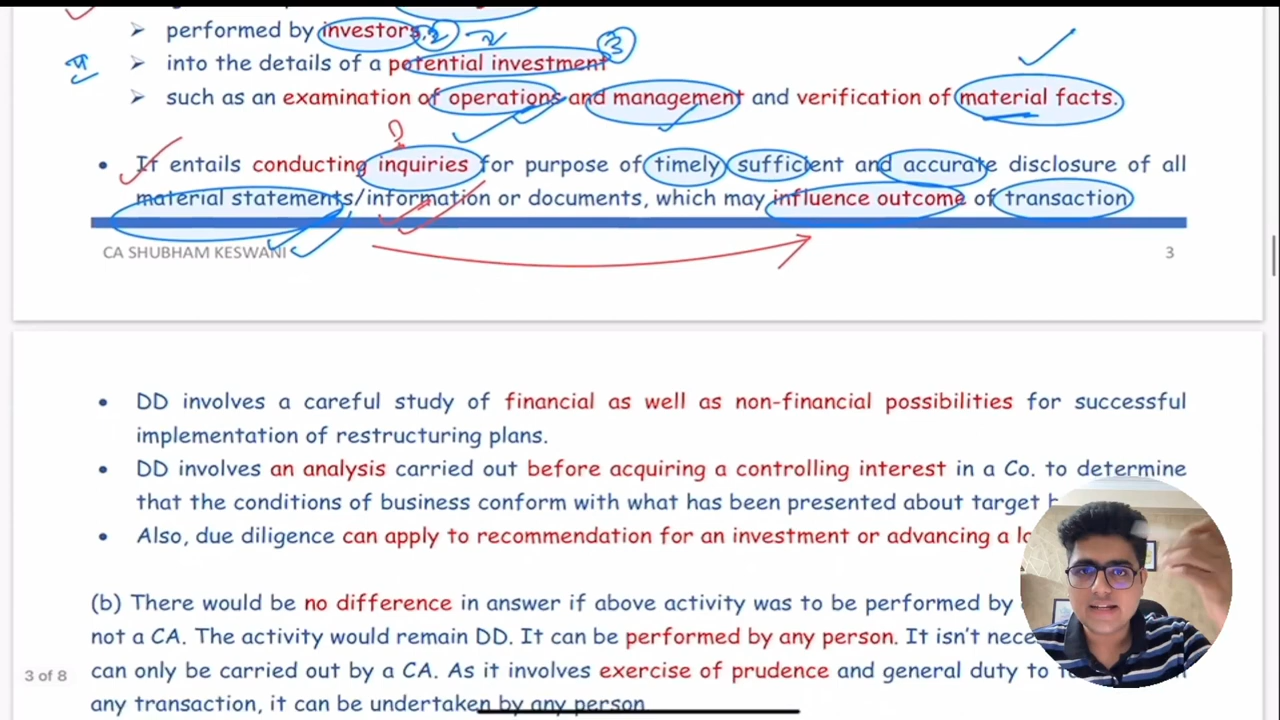 performed by investors,
into the details of a potential investment
such as an examination of operations and management and verification of material facts.
It entails conducting inquiries for purpose of timely sufficient and accurate disclosure of all
material statements/information or documents, which may influence outcome of transaction
CA SHUBHAM KESWANI 3
DD involves a careful study of financial as well as non-financial possibilities for successful
implementation of restructuring plans.
DD involves an analysis carried out before acquiring a controlling interest in a Co. to determine
that the conditions of business conform with what has been presented about target
Also, due diligence can apply to recommendation for an investment or advancing a
(b) There would be no difference in answer if above activity was to be performed by
not a CA. The activity would remain DD. It can be performed by any person. It isn't
can only be carried out by a CA. As it involves exercise of prudence and general duty to
3 of 8
any transaction, it can be undertaken by any person